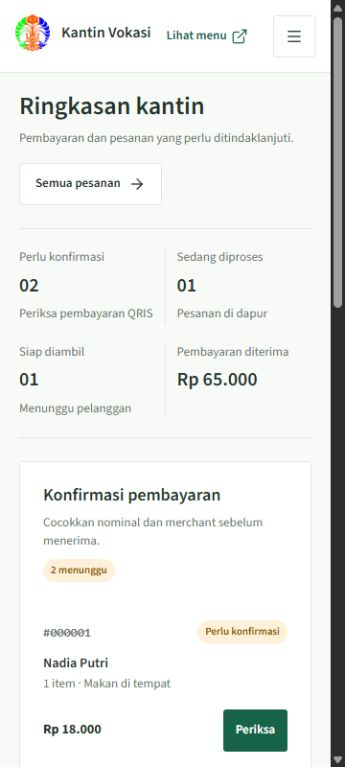 Kantin Vokasi
Lihat menu
Ringkasan kantin
Pembayaran dan pesanan yang perlu ditindaklanjuti.
Semua pesanan
Perlu konfirmasi
02
Periksa pembayaran QRIS
Sedang diproses
01
Pesanan di dapur
Siap diambil
01
Menunggu pelanggan
Pembayaran diterima
Rp 65.000
Konfirmasi pembayaran
Cocokkan nominal dan merchant sebelum
menerima.
2 menunggu
#000001
Perlu konfirmasi
Nadia Putri
1 item · Makan di tempat
Rp 18.000
Periksa